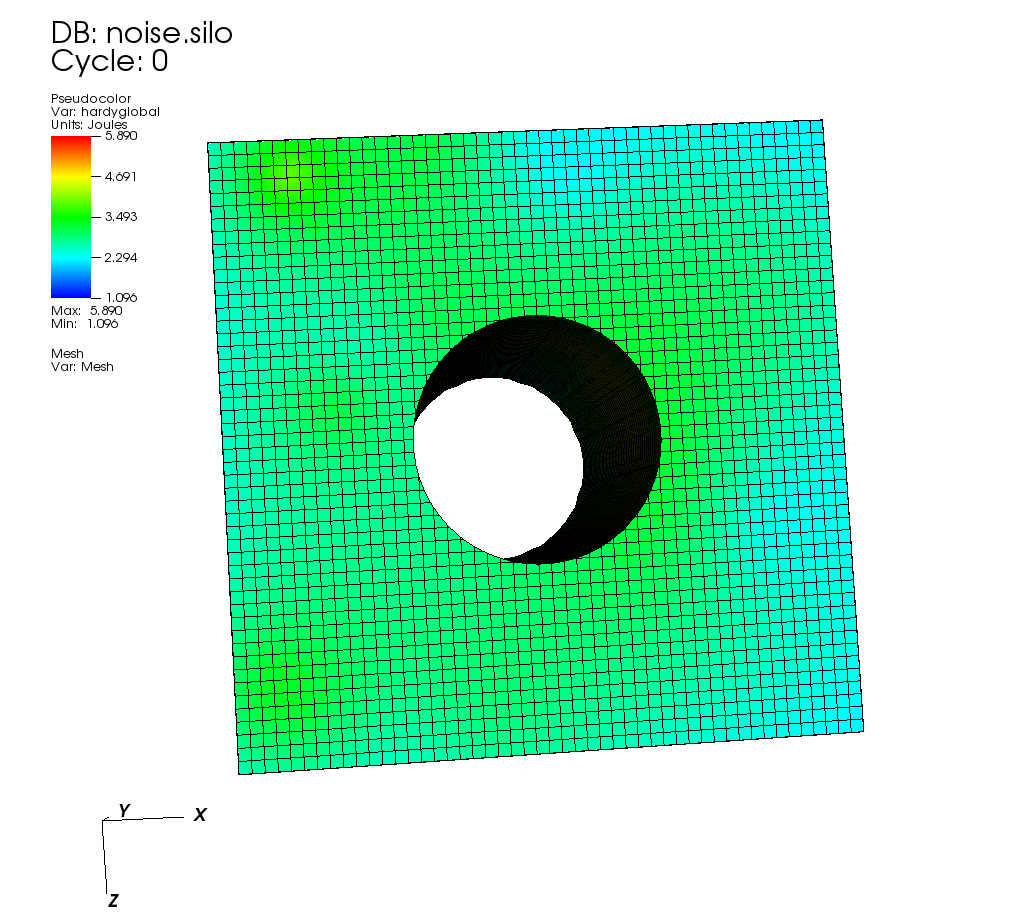 DB: noise.silo
Cycle: 0
Pseudocolor
Var: hardyglobal
Units: Joules
5.890
4.691
3.493
2.294
1.096
Max: 5.890
Min: 1.096
Mesh
Var: Mesh
Y
X
Z